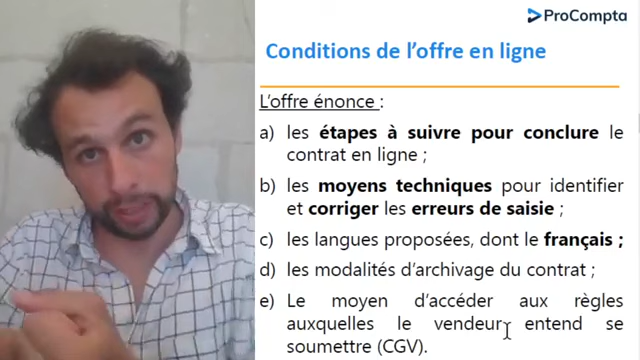 ProCompta
Conditions de l'offre en ligne
L'offre énonce :
a) les étapes à suivre pour conclure le
contrat en ligne ;
b) les moyens techniques pour identifier
et corriger les erreurs de saisie ;
c) les langues proposées, dont le français ;
d) les modalités d'archivage du contrat ;
e) Le moyen d'accéder aux règles
auxquelles le vendeur entend se
soumettre (CGV).